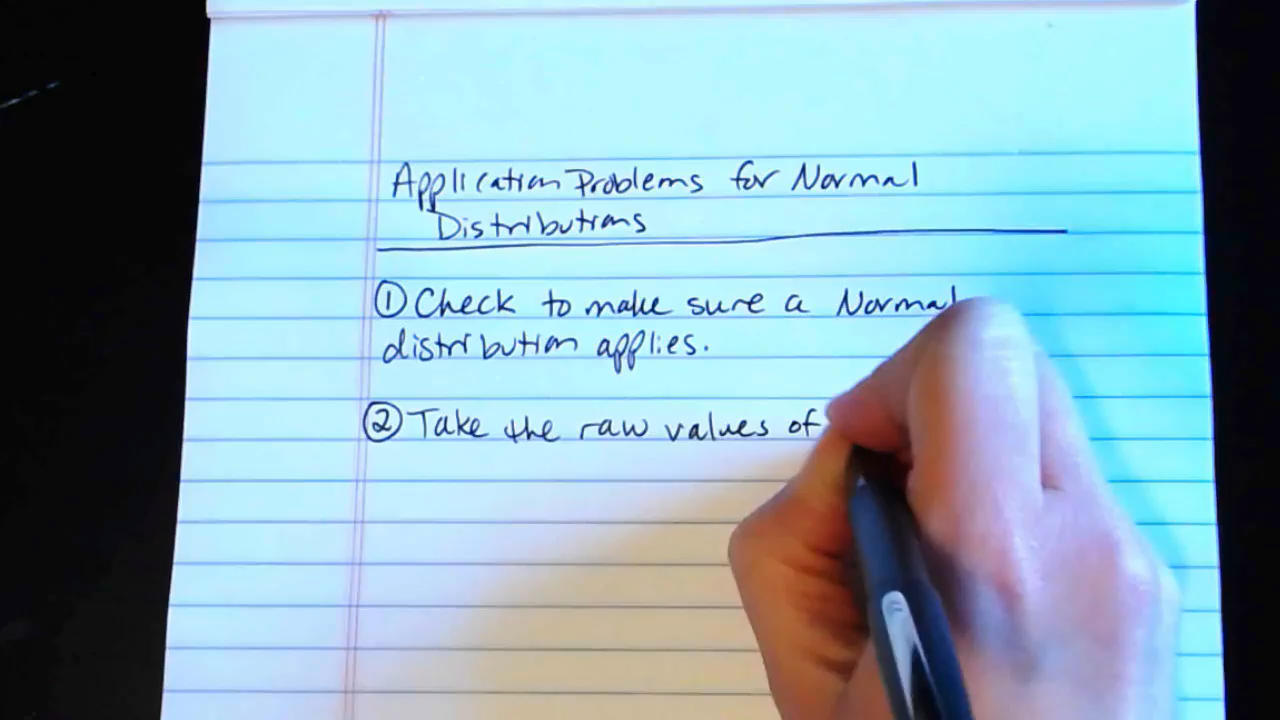 Application Problems for Normal
Distributions
① Check to make sure a Normal
distribution applies.
② Take the raw values of